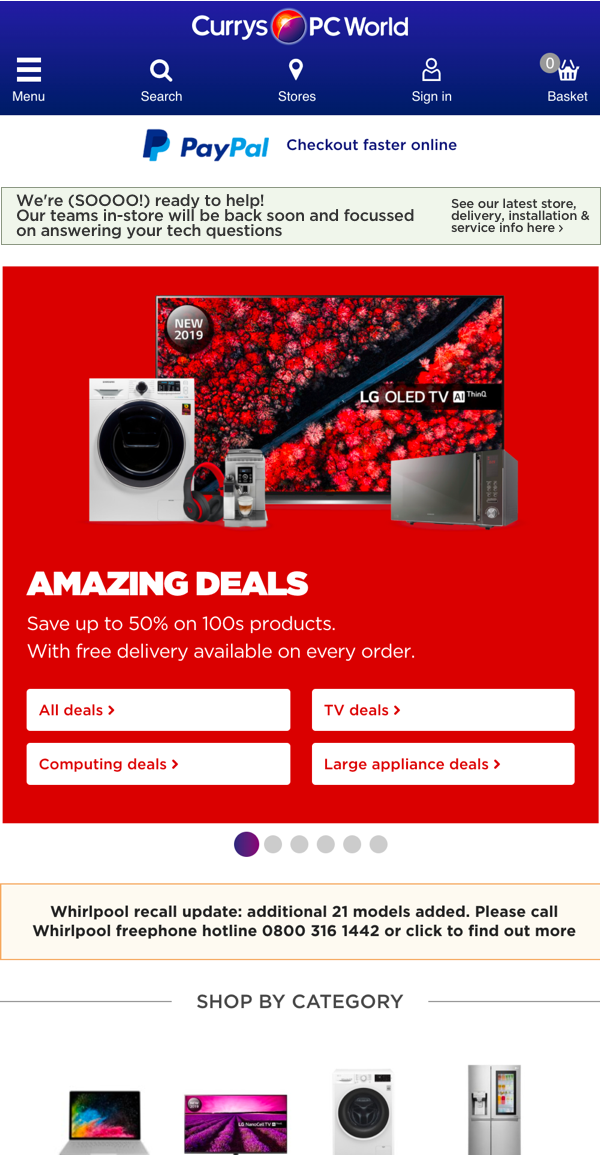 Currys PC World
Menu
Search
Stores
Sign in
0
Basket
PayPal
Checkout faster online
We're (SOOOO!) ready to help!
Our teams in-store will be back soon and focussed
on answering your tech questions
See our latest store,
delivery, installation &
service info here ›
NEW
2019
LG OLED TV AI ThinQ
AMAZING DEALS
Save up to 50% on 100s products.
With free delivery available on every order.
All deals ›
TV deals ›
Computing deals ›
Large appliance deals ›
Whirlpool recall update: additional 21 models added. Please call
Whirlpool freephone hotline 0800 316 1442 or click to find out more
SHOP BY CATEGORY
LG NanoCell TV